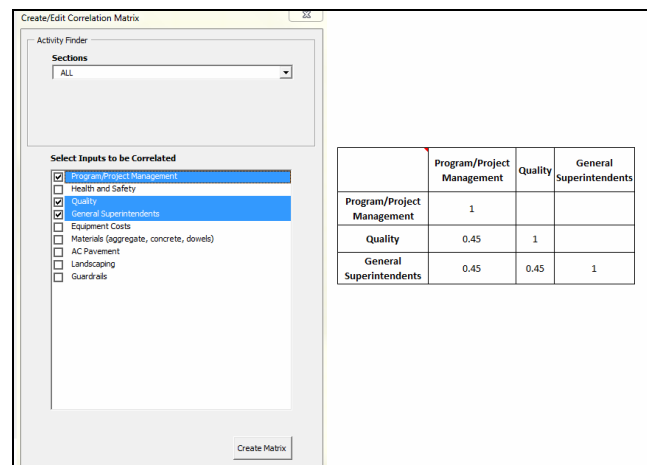 Create/Edit Correlation Matrix
Activity Finder
Sections
ALL
Select Inputs to be Correlated
Program/Project Management
Health and Safety
Quality
General Superintendents
Equipment Costs
Materials (aggregate, concrete, dowels)
AC Pavement
Landscaping
Guardrails
Create Matrix
Program/Project Quality General
Management Superintendents
Program/Project
Management 1
Quality 0.45 1
General
Superintendents 0.45 0.45 1